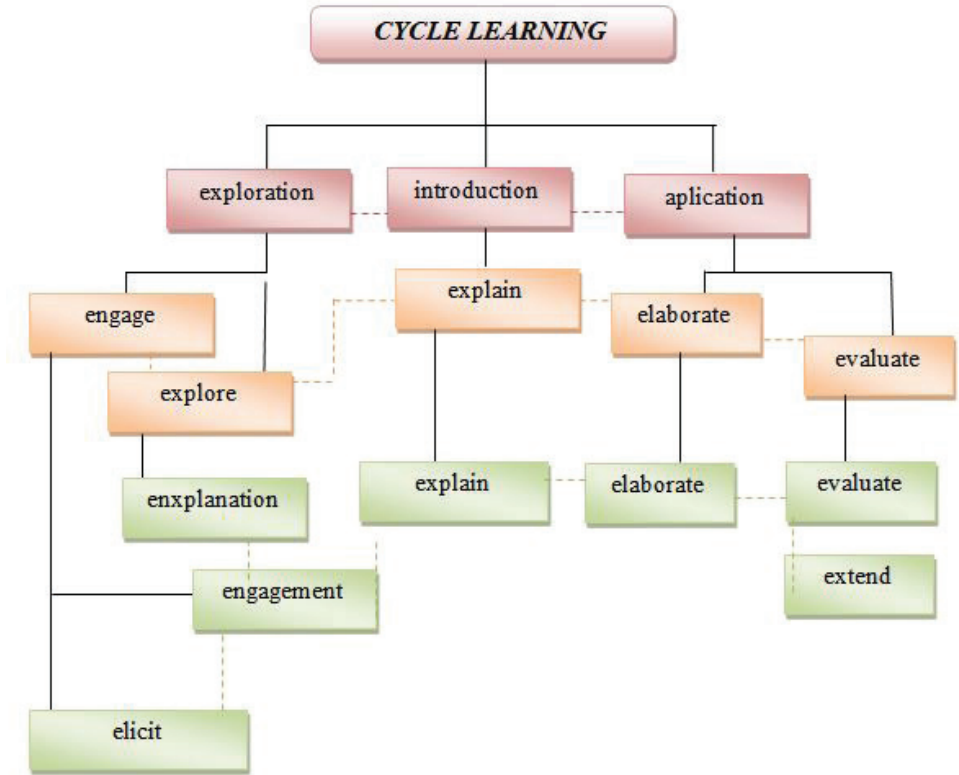 CYCLE LEARNING
exploration
introduction
aplication
engage
explain
elaborate
evaluate
explore
enxplanation
explain
elaborate
evaluate
engagement
extend
elicit